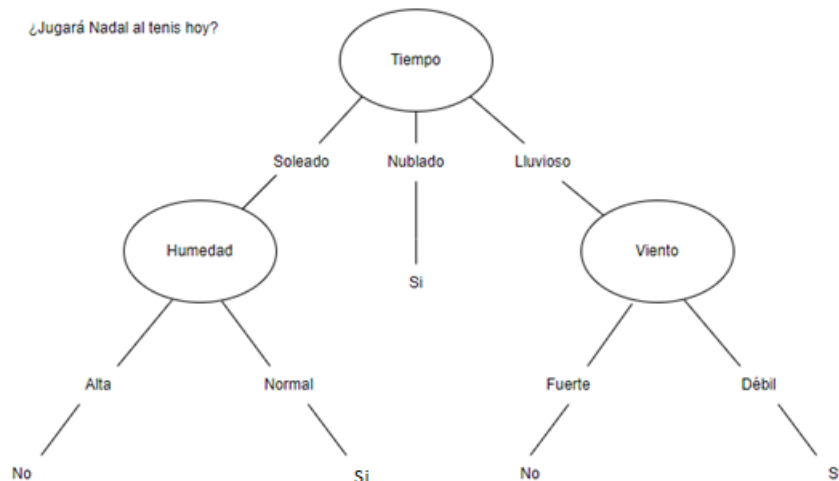 ¿Jugará Nadal al tenis hoy?
Tiempo
Soleado Nublado Lluvioso
Humedad Viento
Si
Alta Normal Fuerte Débil
No Si No S